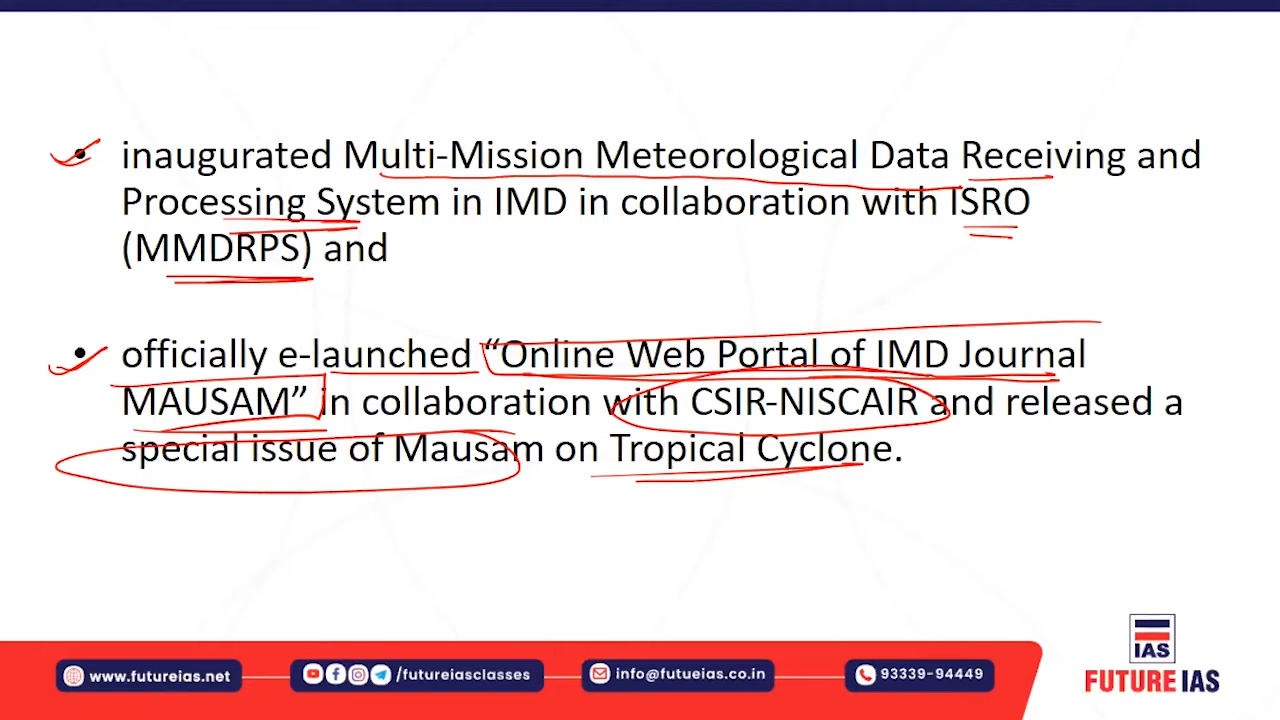 • inaugurated Multi-Mission Meteorological Data Receiving and
Processing System in IMD in collaboration with ISRO
(MMDRPS) and
• officially e-launched “Online Web Portal of IMD Journal
MAUSAM” in collaboration with CSIR-NISCAIR and released a
special issue of Mausam on Tropical Cyclone.
IAS
www.futureias.net
/futureiasclasses
info@futueias.co.in
93339-94449
FUTURE IAS